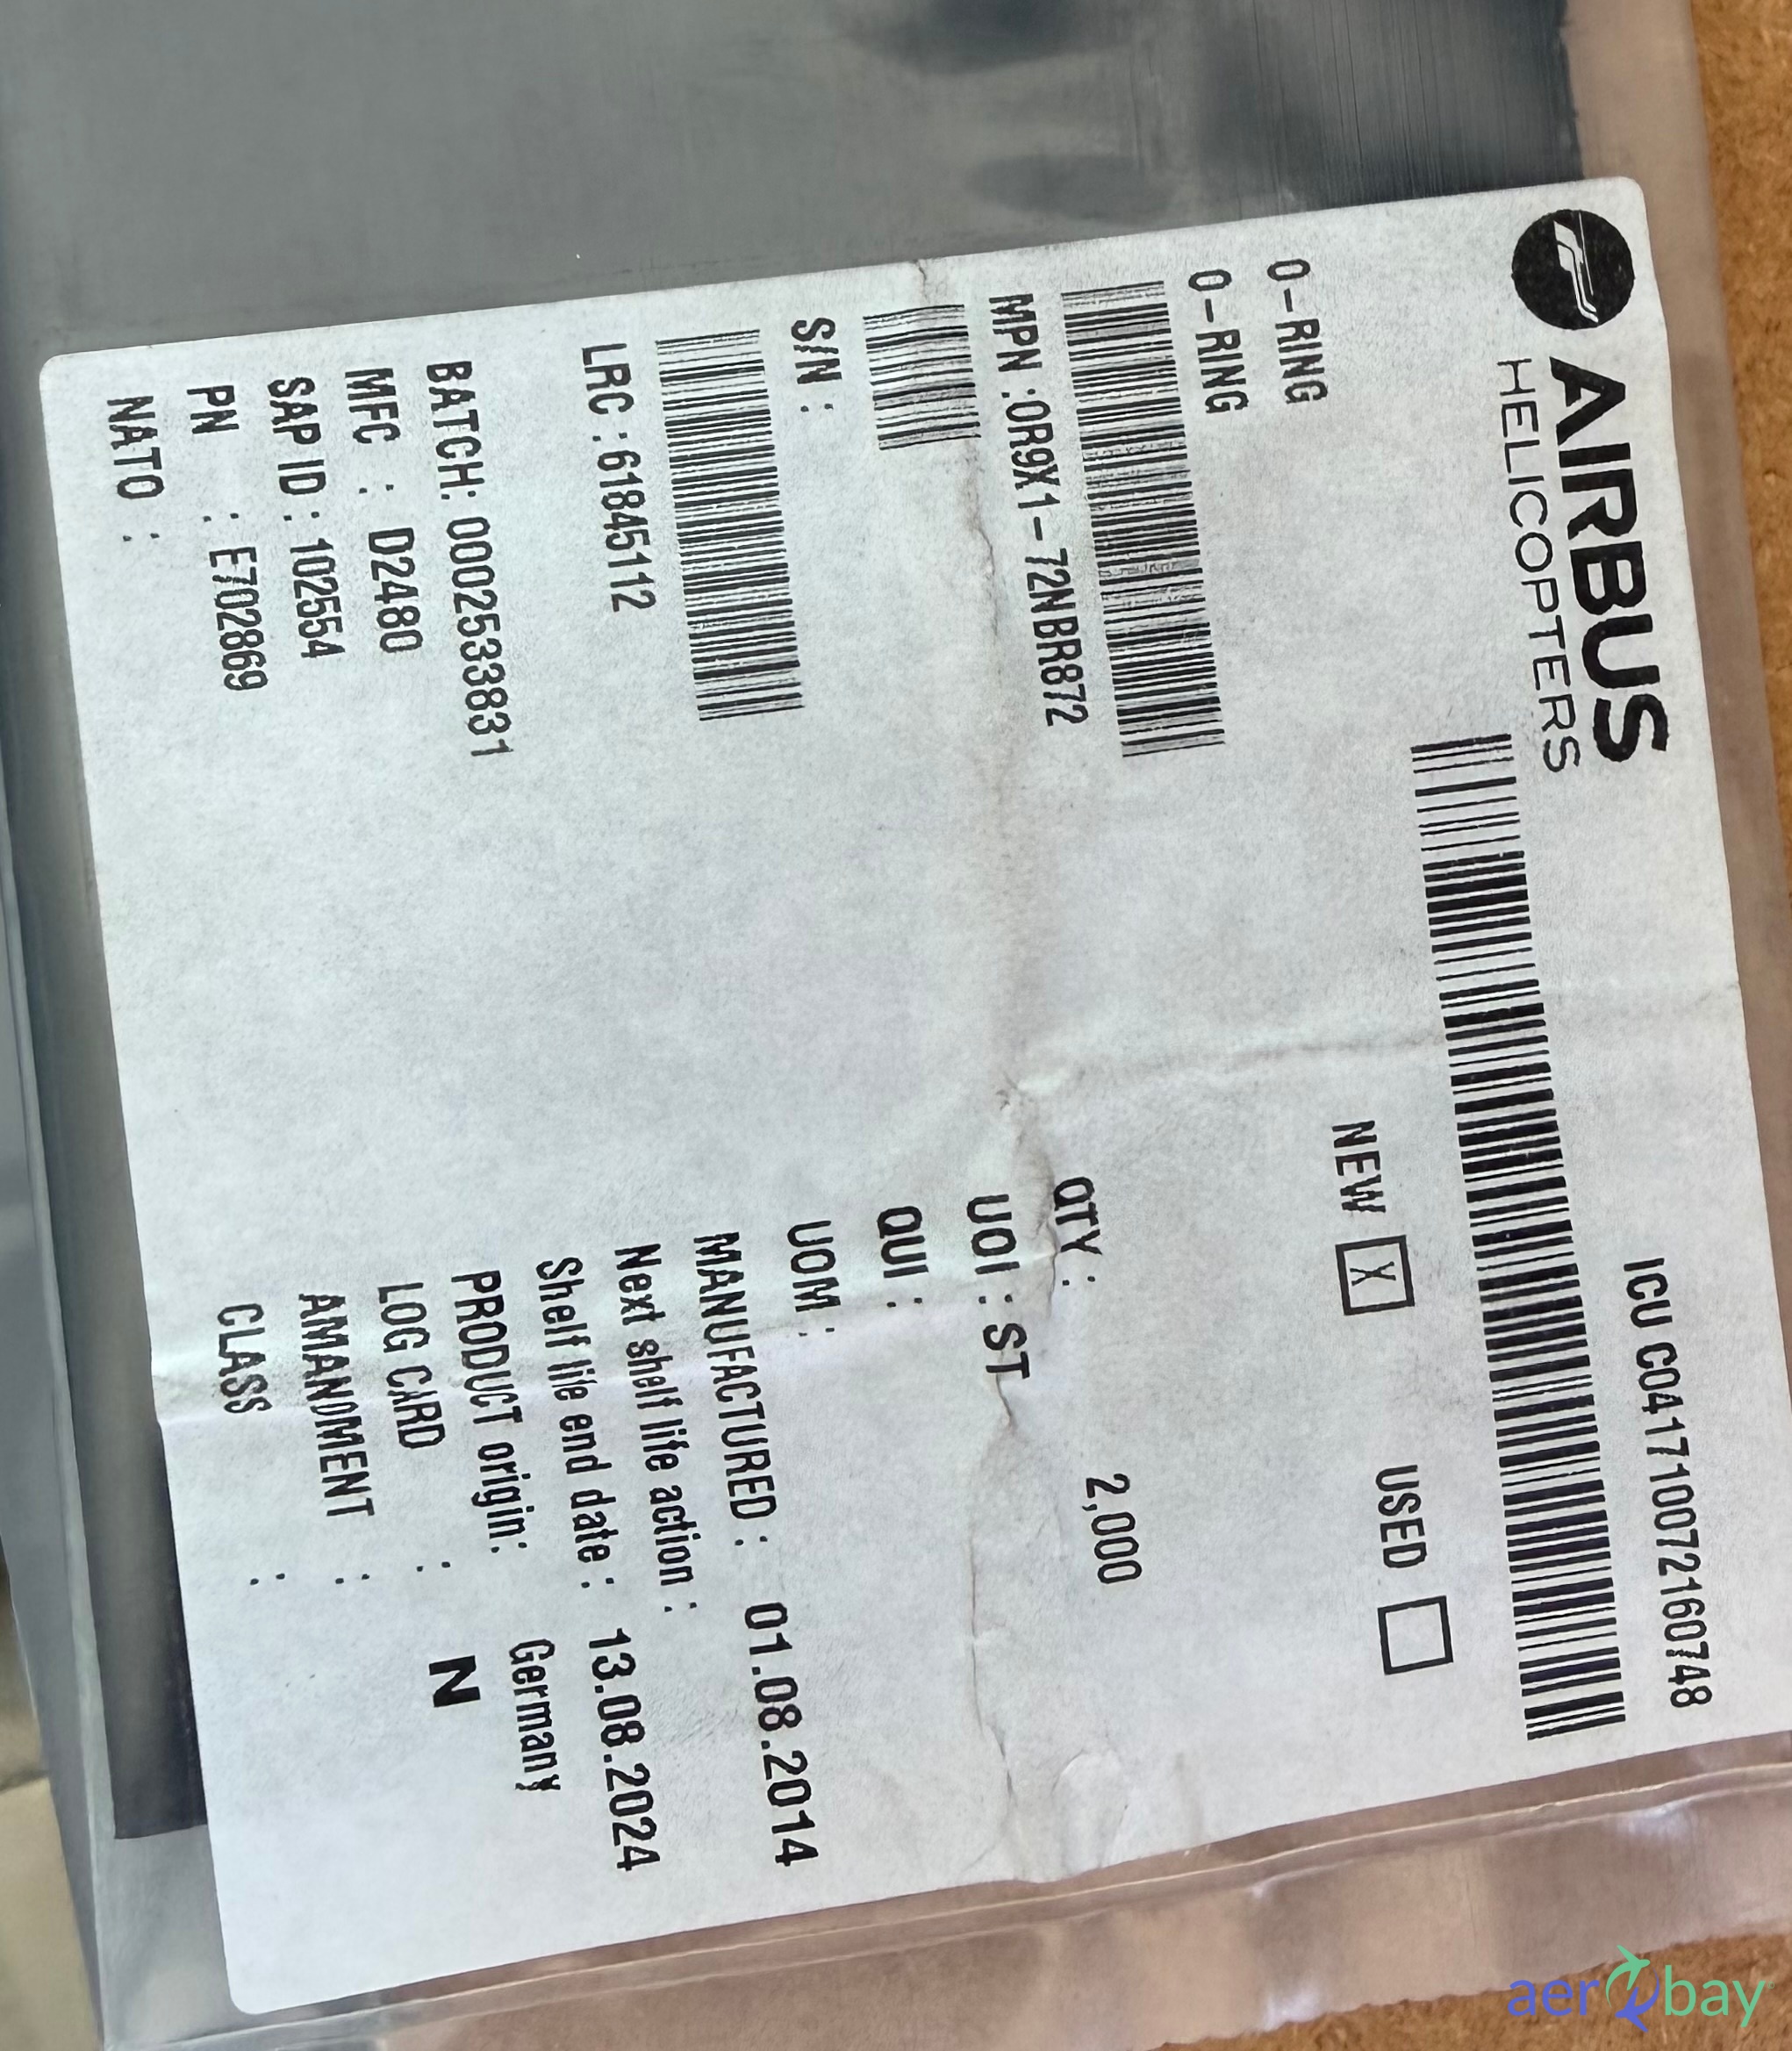 AIRBUS
HELICOPTERS
ICU C041710072160748
NEW X USED
O-RING
O-RING
MPN :OR9X1-72NBR872
QTY : 2,000
UOI : ST
S/N :
QUI :
UOM :
LRC : 61845112
MANUFACTURED : 01.08.2014
Next shelf life action :
BATCH: 0002533831
Shelf life end date : 13.08.2024
MFC : D2480
PRODUCT origin: Germany
SAP ID : 102554
LOG CARD : N
PN : E702869
AMANDMENT :
NATO :
CLASS :
aerobay